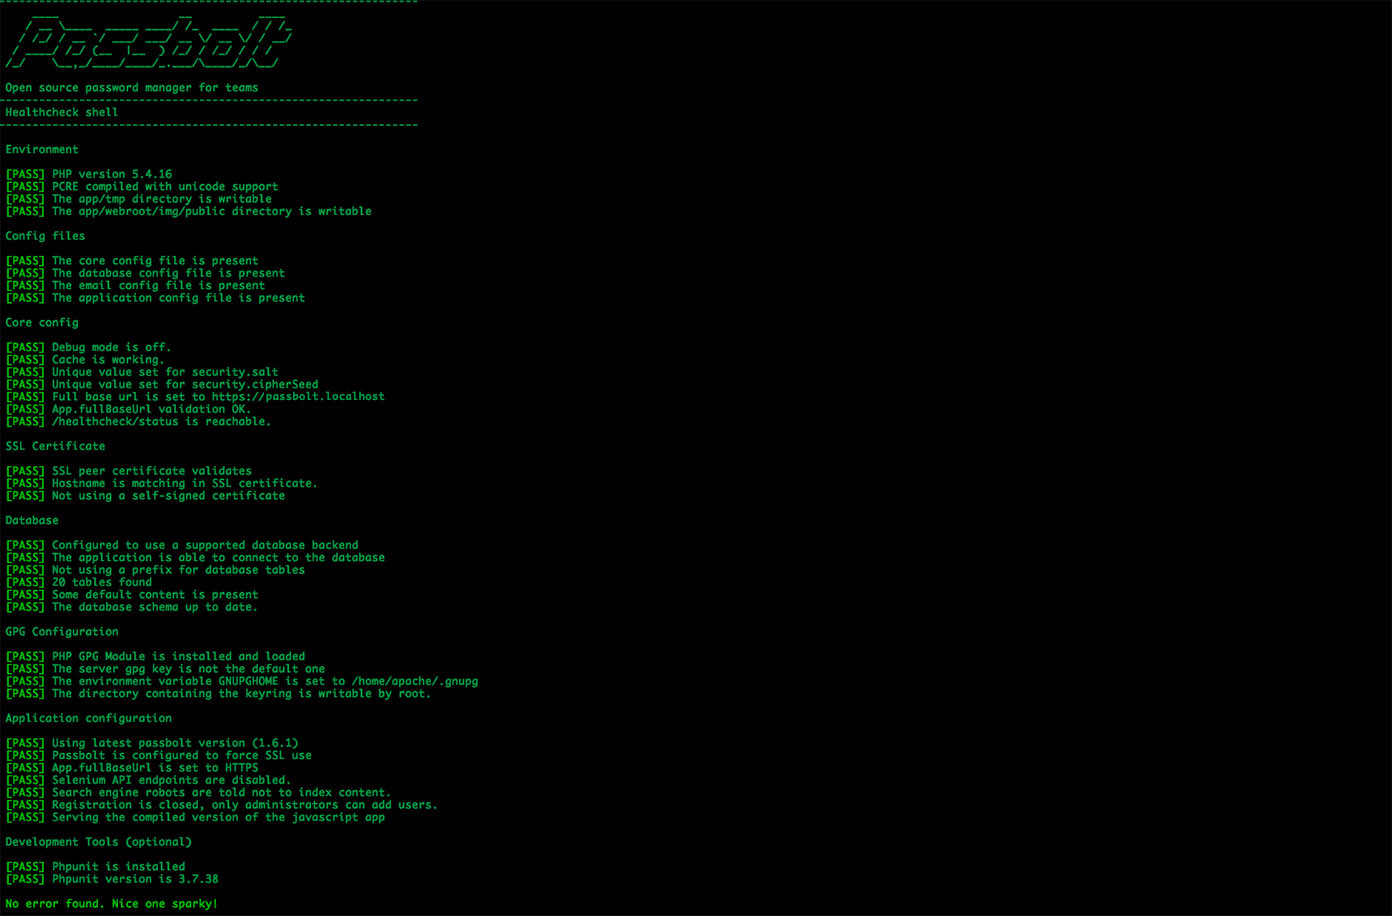 Passbolt
Open source password manager for teams
Healthcheck shell
Environment
[PASS] PHP version 5.4.16
[PASS] PCRE compiled with unicode support
[PASS] The app/tmp directory is writable
[PASS] The app/webroot/img/public directory is writable
Config files
[PASS] The core config file is present
[PASS] The database config file is present
[PASS] The email config file is present
[PASS] The application config file is present
Core config
[PASS] Debug mode is off.
[PASS] Cache is working.
[PASS] Unique value set for security.salt
[PASS] Unique value set for security.cipherSeed
[PASS] Full base url is set to https://passbolt.localhost
[PASS] App.fullBaseUrl validation OK.
[PASS] /healthcheck/status is reachable.
SSL Certificate
[PASS] SSL peer certificate validates
[PASS] Hostname is matching in SSL certificate.
[PASS] Not using a self-signed certificate
Database
[PASS] Configured to use a supported database backend
[PASS] The application is able to connect to the database
[PASS] Not using a prefix for database tables
[PASS] 20 tables found
[PASS] Some default content is present
[PASS] The database schema up to date.
GPG Configuration
[PASS] PHP GPG Module is installed and loaded
[PASS] The server gpg key is not the default one
[PASS] The environment variable GNUPGHOME is set to /home/apache/.gnupg
[PASS] The directory containing the keyring is writable by root.
Application configuration
[PASS] Using latest passbolt version (1.6.1)
[PASS] Passbolt is configured to force SSL use
[PASS] App.fullBaseUrl is set to HTTPS
[PASS] Selenium API endpoints are disabled.
[PASS] Search engine robots are told not to index content.
[PASS] Registration is closed, only administrators can add users.
[PASS] Serving the compiled version of the javascript app
Development Tools (optional)
[PASS] Phpunit is installed
[PASS] Phpunit version is 3.7.38
No error found. Nice one sparky!